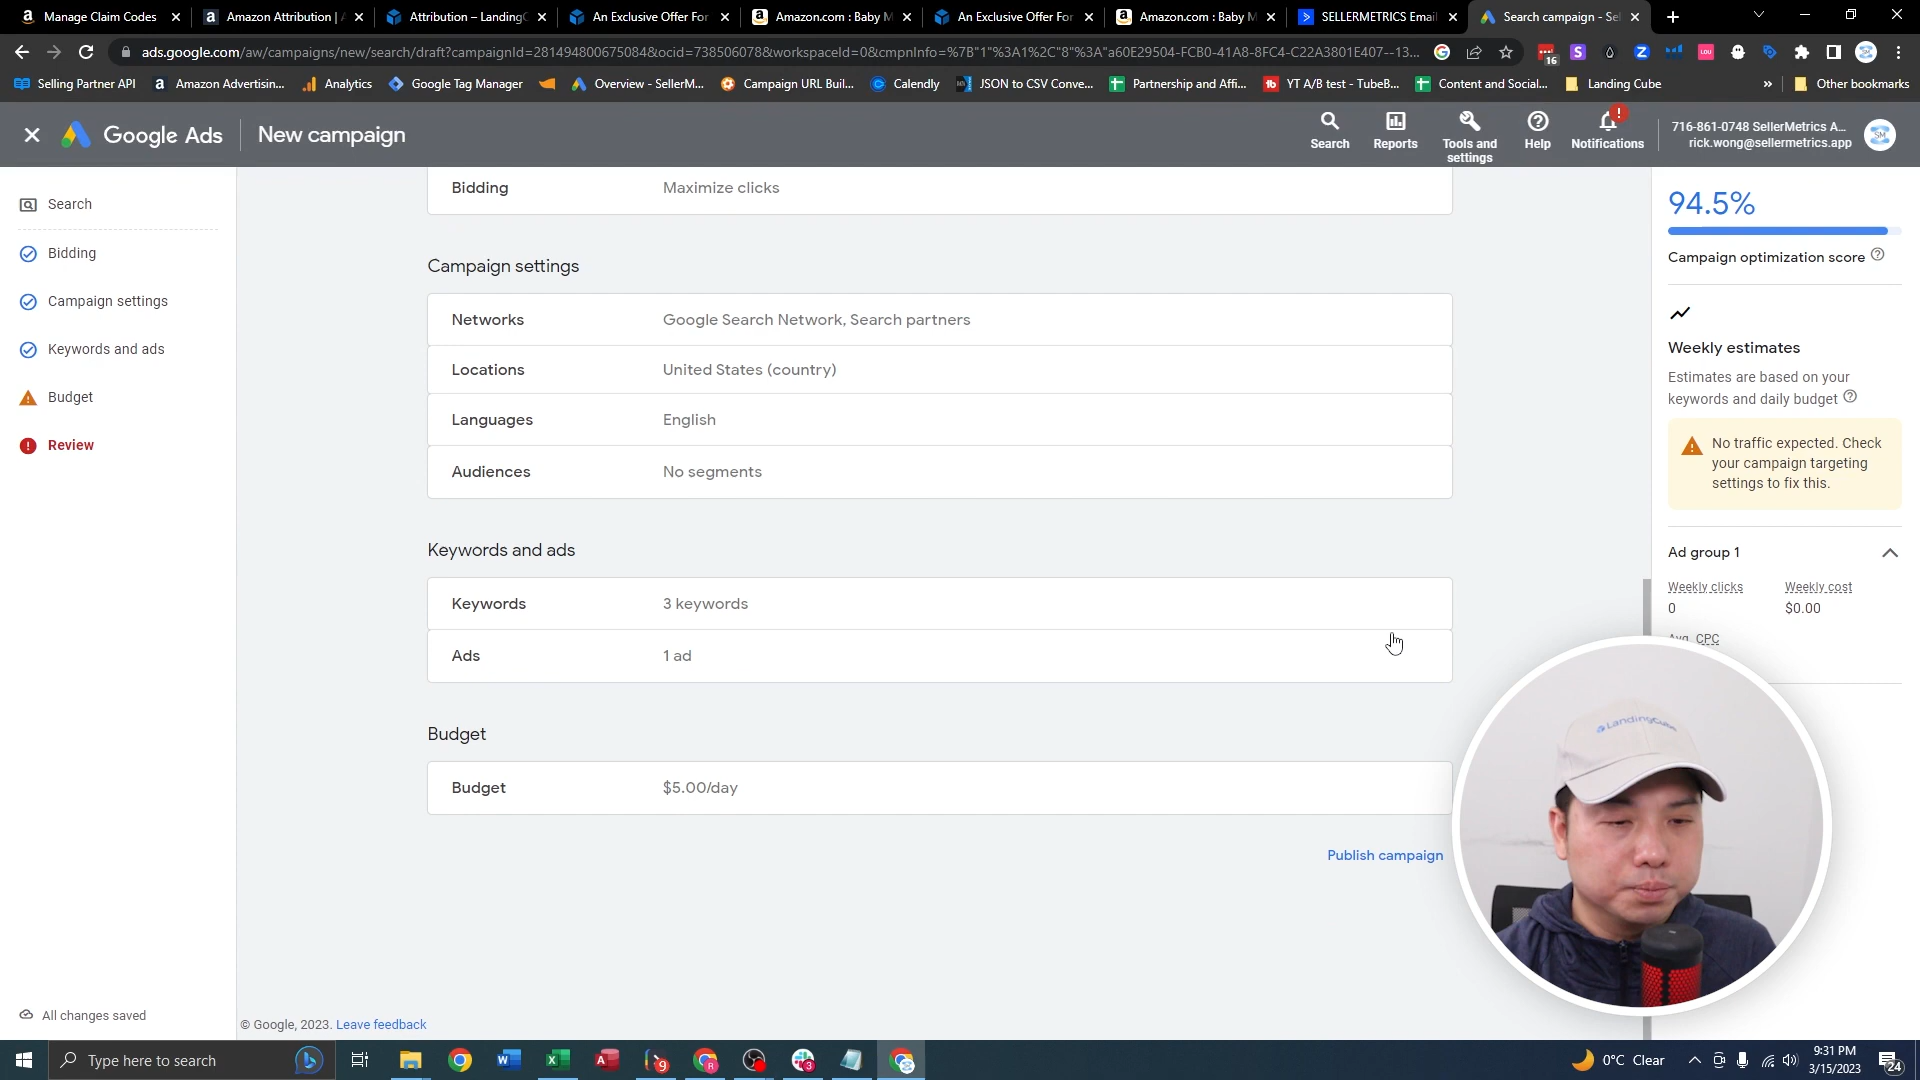 Manage Claim Codes
Amazon Attribution | A
Attribution – LandingC
An Exclusive Offer For
Amazon.com : Baby M
An Exclusive Offer For
Amazon.com : Baby M
SELLERMETRICS Email
Search campaign - Sel
ads.google.com/aw/campaigns/new/search/draft?campaignId=281494800675084&ocid=738506078&workspaceId=0&cmpnInfo=%7B"1"%3A1%2C"8"%3A"a60E29504-FCB0-41A8-8FC4-C22A3801E407--13...
16
Selling Partner API
Amazon Advertisin...
Analytics
Google Tag Manager
Overview - SellerM...
Campaign URL Buil...
Calendly
JSON to CSV Conve...
Partnership and Affi...
YT A/B test - TubeB...
Content and Social...
Landing Cube
»
Other bookmarks
Google Ads
New campaign
Search
Reports
Tools and
settings
Help
Notifications
716-861-0748 SellerMetrics A...
rick.wong@sellermetrics.app
SM
Search
Bidding
Campaign settings
Keywords and ads
Budget
Review
All changes saved
Bidding
Maximize clicks
Campaign settings
Networks
Google Search Network, Search partners
Locations
United States (country)
Languages
English
Audiences
No segments
Keywords and ads
Keywords
3 keywords
Ads
1 ad
Budget
Budget
$5.00/day
Publish campaign
© Google, 2023. Leave feedback
94.5%
Campaign optimization score
Weekly estimates
Estimates are based on your
keywords and daily budget
No traffic expected. Check
your campaign targeting
settings to fix this.
Ad group 1
Weekly clicks
Weekly cost
0
$0.00
Avg. CPC
LandingCube
Type here to search
9
3
0°C Clear
9:31 PM
3/15/2023
24